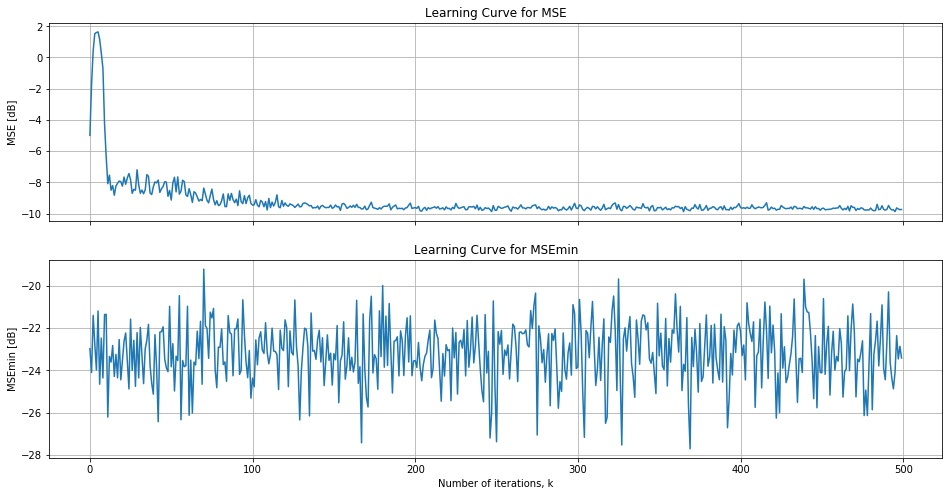 Learning Curve for MSE
MSE [dB]
2
0
−2
−4
−6
−8
−10
Learning Curve for MSEmin
MSEmin [dB]
−20
−22
−24
−26
−28
0 100 200 300 400 500
Number of iterations, k